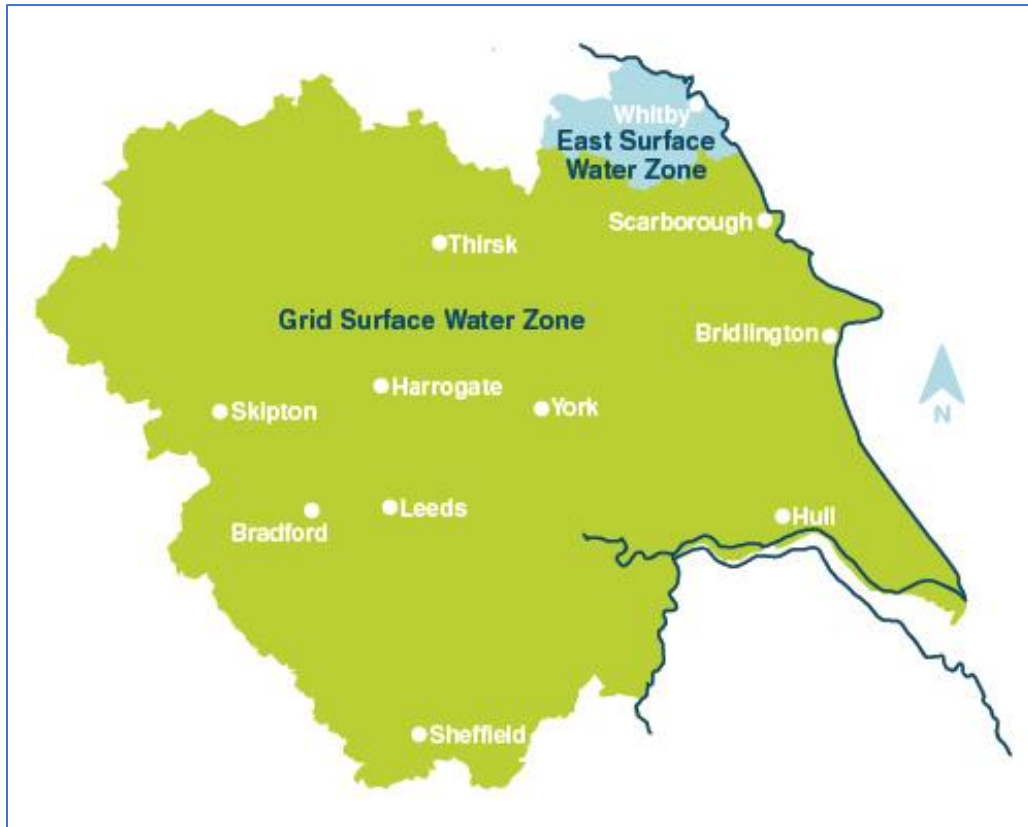 Whitby
East Surface
Water Zone
Scarborough
Thirsk
Grid Surface Water Zone
Bridlington
Harrogate
Skipton
York
N
Leeds
Bradford
Hull
Sheffield